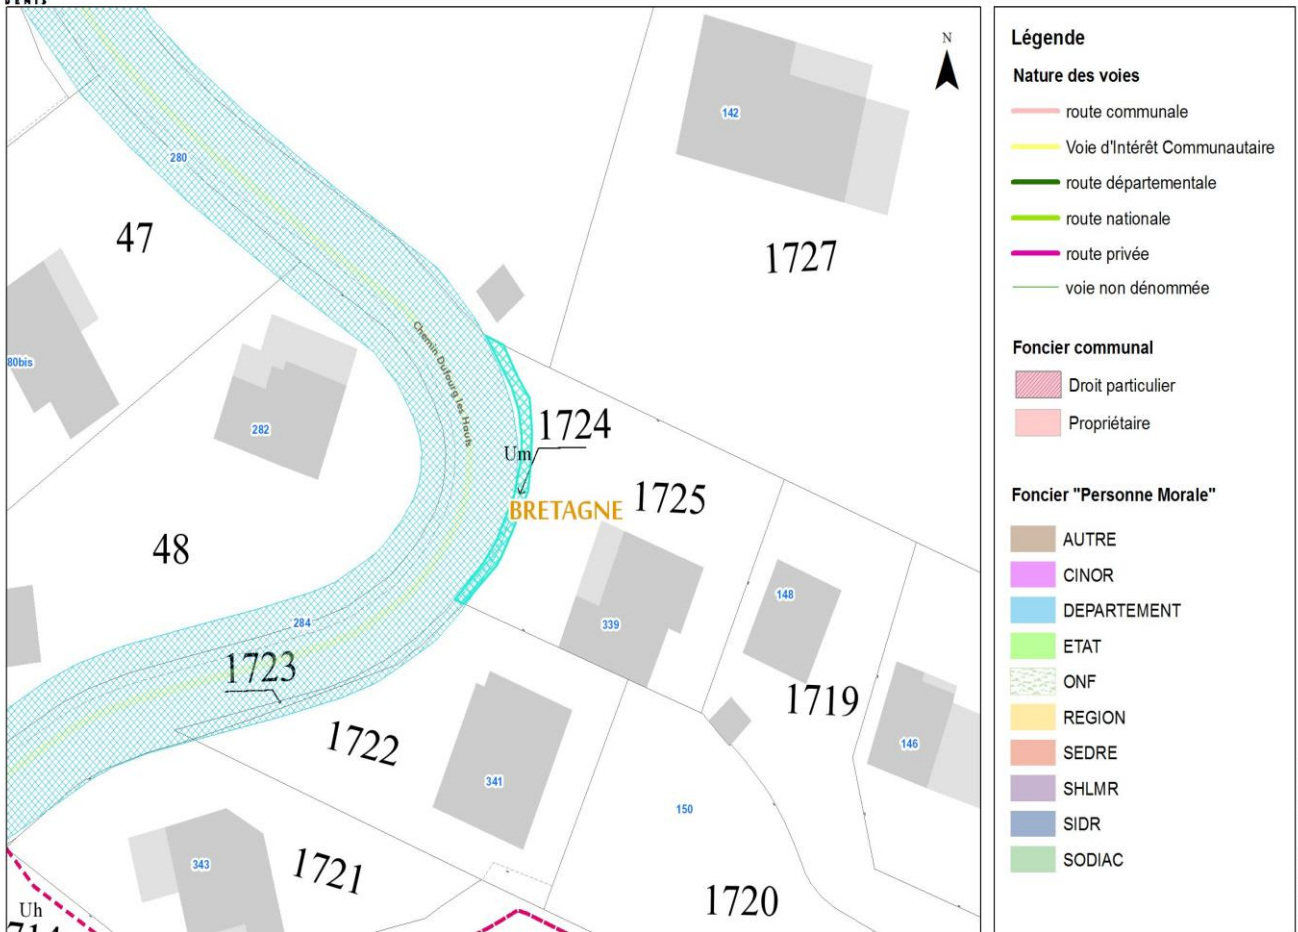 DENIS
N
142
280
47
1727
80bis
Chemin Dufourg les Hauts
282
1724
Um
BRETAGNE
1725
48
148
284
339
1723
1719
1722
146
341
150
343
1721
1720
Uh
714
Légende
Nature des voies
route communale
Voie d'Intérêt Communautaire
route départementale
route nationale
route privée
voie non dénommée
Foncier communal
Droit particulier
Propriétaire
Foncier "Personne Morale"
AUTRE
CINOR
DEPARTEMENT
ETAT
ONF
REGION
SEDRE
SHLMR
SIDR
SODIAC